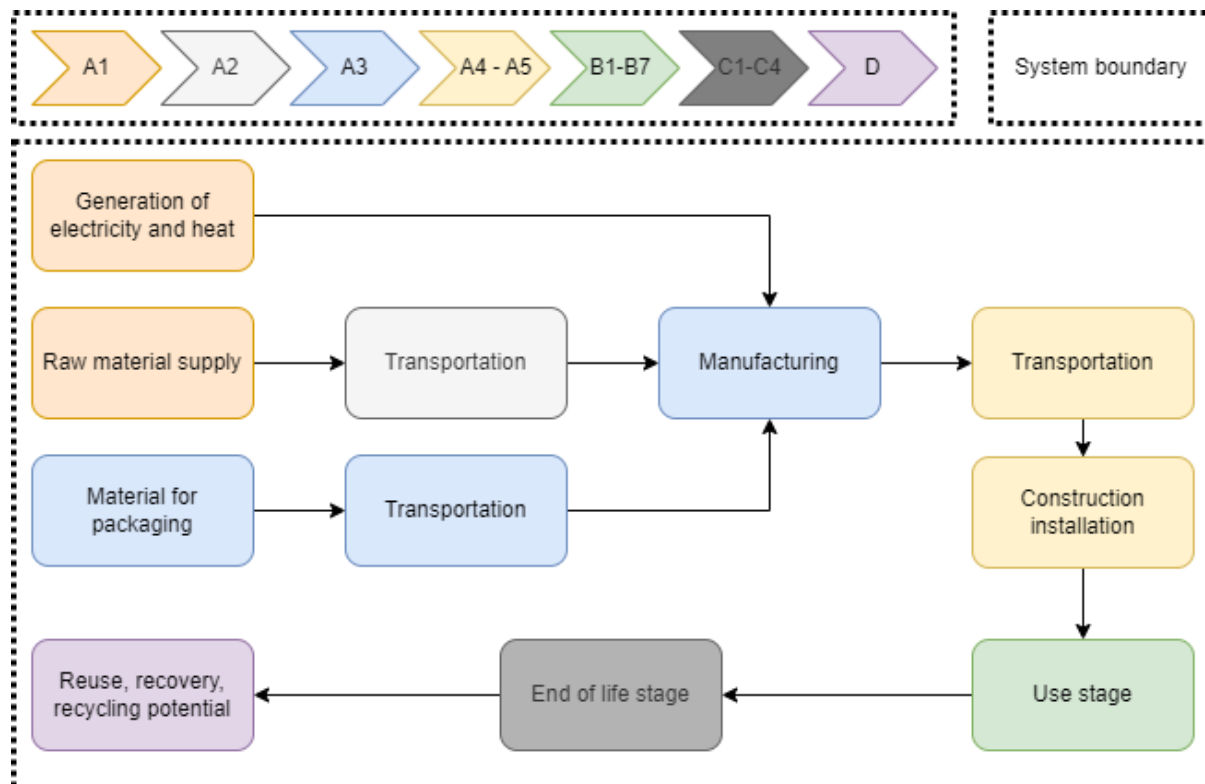 A1
A2
A3
A4 - A5
B1-B7
C1-C4
D
System boundary
Generation of
electricity and heat
Raw material supply
Transportation
Manufacturing
Transportation
Material for
packaging
Transportation
Construction
installation
Reuse, recovery,
recycling potential
End of life stage
Use stage